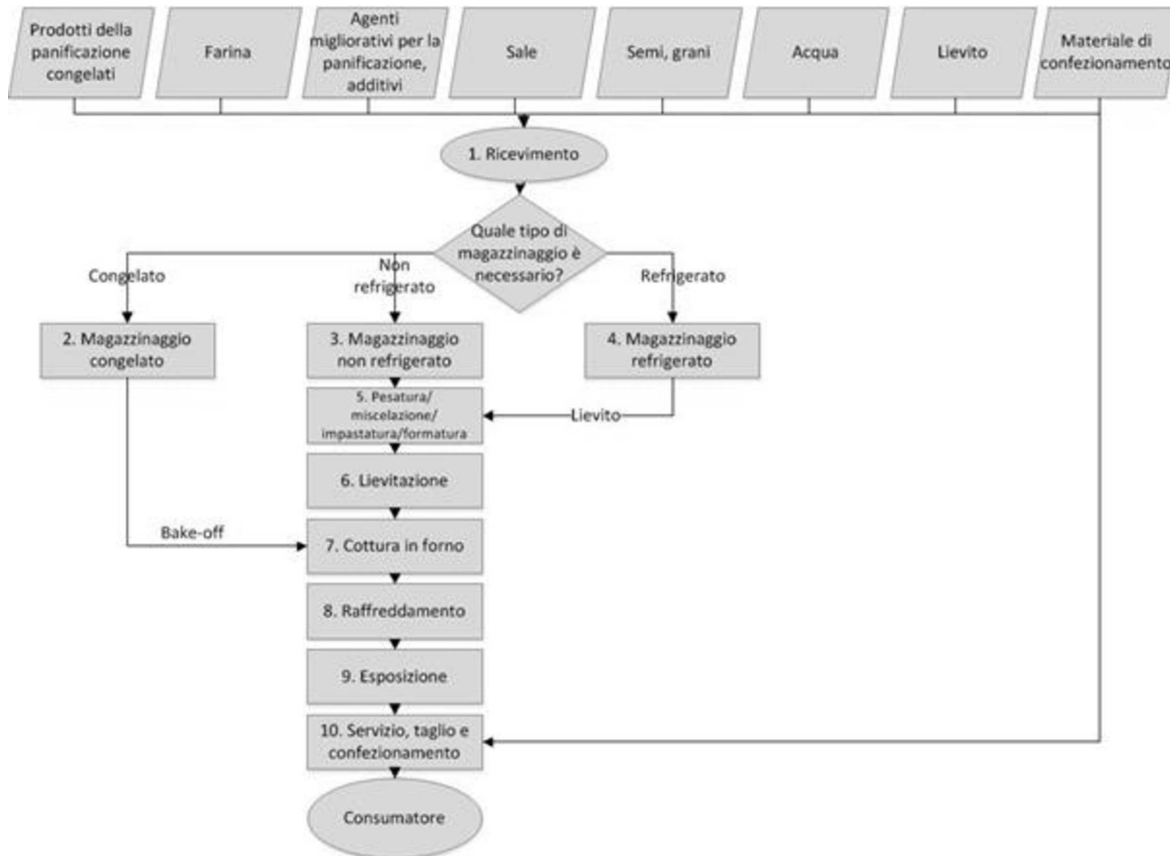 Prodotti della
panificazione
congelati
Farina
Agenti
migliorativi per la
panificazione,
additivi
Sale
Semi, grani
Acqua
Lievito
Materiale di
confezionamento
1. Ricevimento
Quale tipo di
magazzinaggio è
necessario?
Congelato
Non
refrigerato
Refrigerato
2. Magazzinaggio
congelato
3. Magazzinaggio
non refrigerato
4. Magazzinaggio
refrigerato
5. Pesatura/
miscelazione/
impastatura/formatura
Lievito
6. Lievitazione
Bake-off
7. Cottura in forno
8. Raffreddamento
9. Esposizione
10. Servizio, taglio e
confezionamento
Consumatore